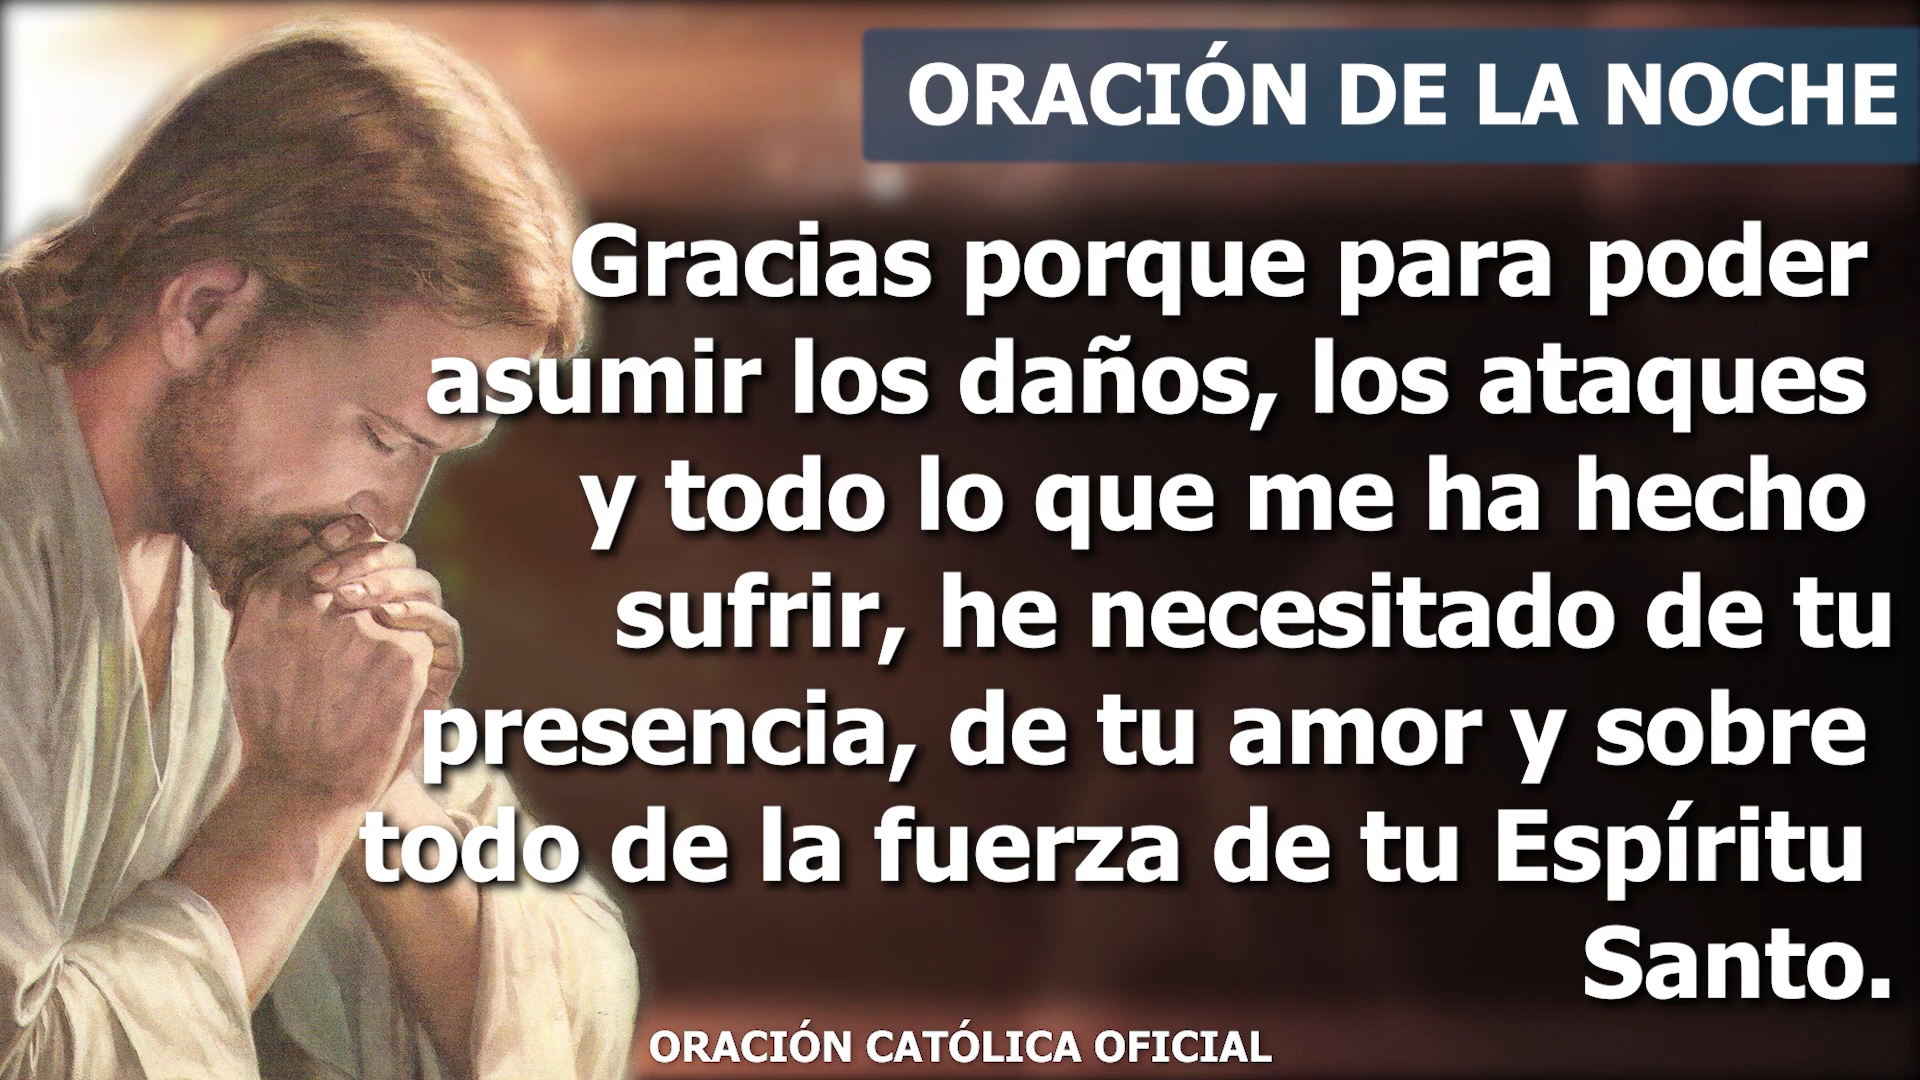 ORACIÓN DE LA NOCHE
Gracias porque para poder
asumir los daños, los ataques
y todo lo que me ha hecho
sufrir, he necesitado de tu
presencia, de tu amor y sobre
todo de la fuerza de tu Espíritu
Santo.
ORACIÓN CATÓLICA OFICIAL